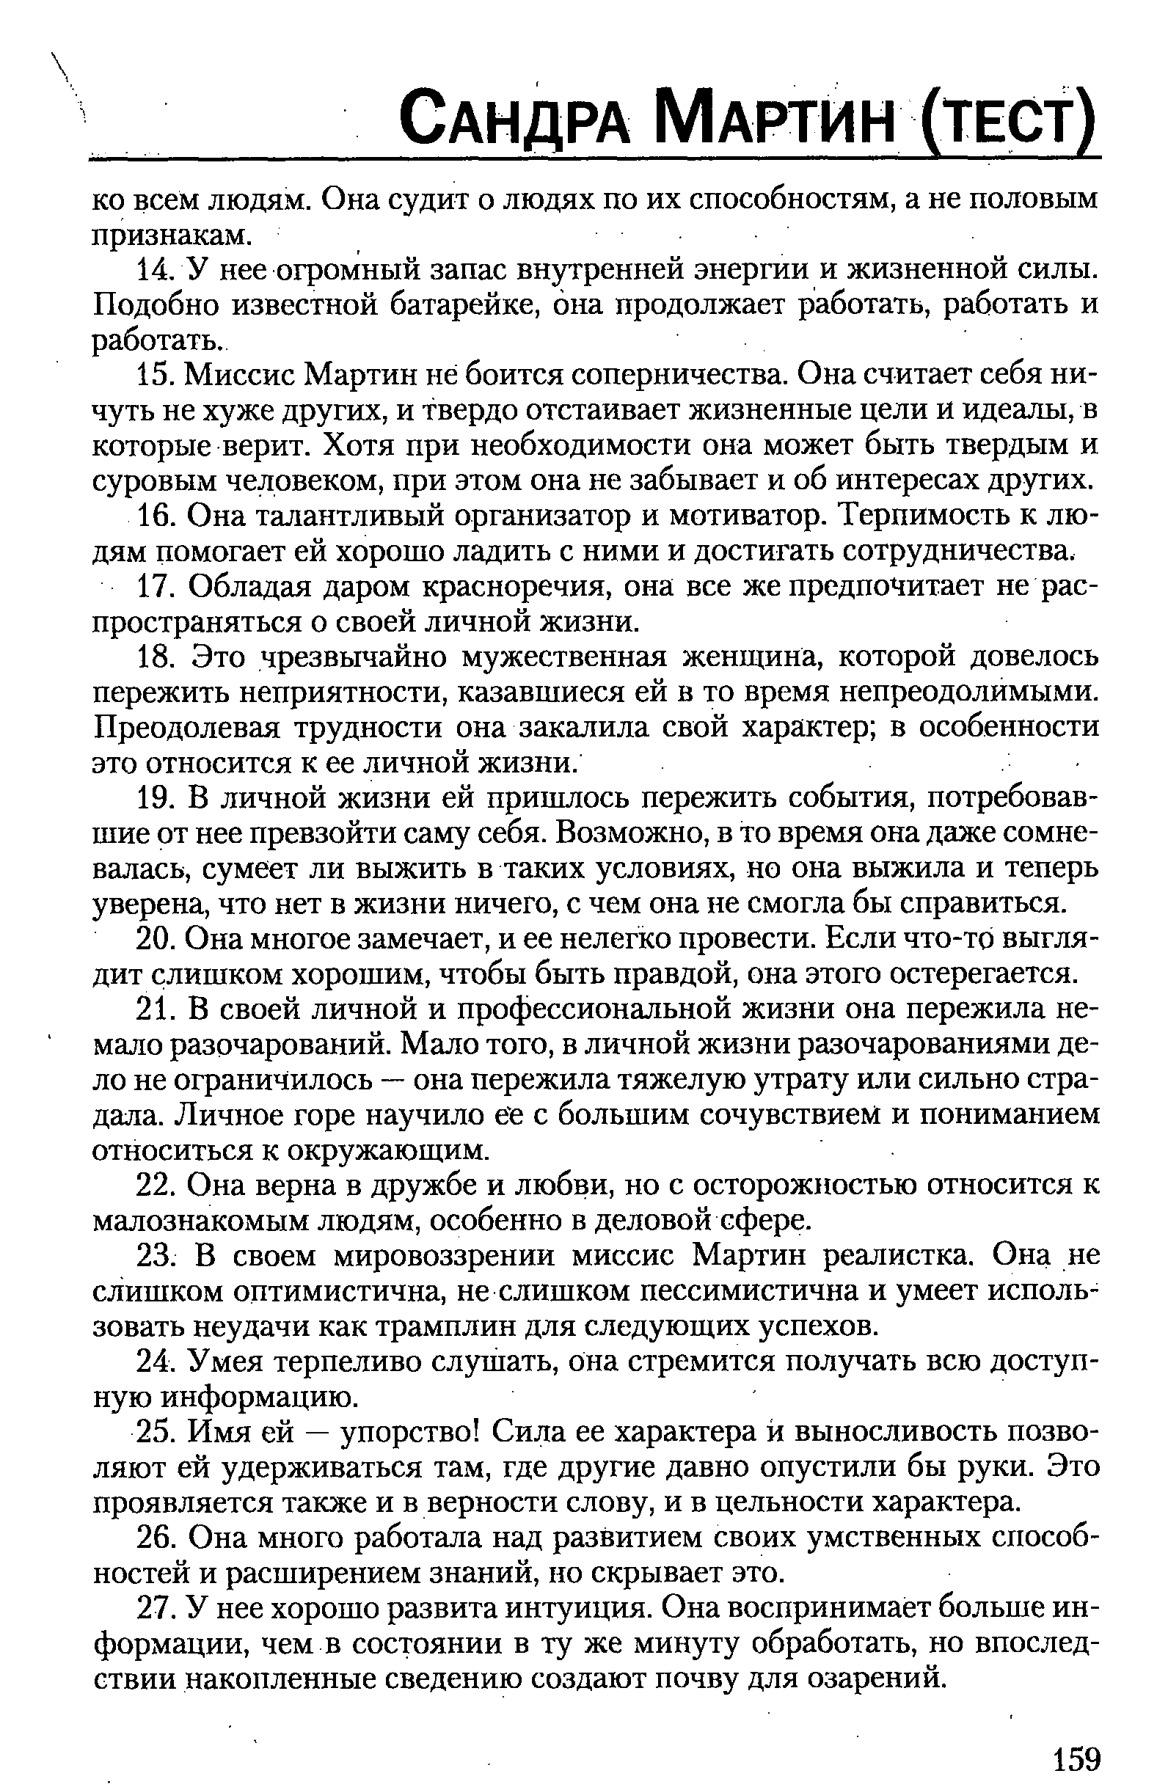 Сандра Мартин (тест)
ко всем людям. Она судит о людях по их способностям, а не половым
признакам.
14. У нее огромный запас внутренней энергии и жизненной силы.
Подобно известной батарейке, она продолжает работать, работать и
работать.
15. Миссис Мартин не боится соперничества. Она считает себя ни-
чуть не хуже других, и твердо отстаивает жизненные цели и идеалы, в
которые верит. Хотя при необходимости она может быть твердым и
суровым человеком, при этом она не забывает и об интересах других.
16. Она талантливый организатор и мотиватор. Терпимость к лю-
дям помогает ей хорошо ладить с ними и достигать сотрудничества.
17. Обладая даром красноречия, она все же предпочитает не рас-
пространяться о своей личной жизни.
18. Это чрезвычайно мужественная женщина, которой довелось
пережить неприятности, казавшиеся ей в то время непреодолимыми.
Преодолевая трудности она закалила свой характер; в особенности
это относится к ее личной жизни.
19. В личной жизни ей пришлось пережить события, потребовав-
шие от нее превзойти саму себя. Возможно, в то время она даже сомне-
валась, сумеет ли выжить в таких условиях, но она выжила и теперь
уверена, что нет в жизни ничего, с чем она не смогла бы справиться.
20. Она многое замечает, и ее нелегко провести. Если что-то выгля-
дит слишком хорошим, чтобы быть правдой, она этого остерегается.
21. В своей личной и профессиональной жизни она пережила не-
мало разочарований. Мало того, в личной жизни разочарованиями де-
ло не ограничилось — она пережила тяжелую утрату или сильно стра-
дала. Личное горе научило ее с большим сочувствием и пониманием
относиться к окружающим.
22. Она верна в дружбе и любви, но с осторожностью относится к
малознакомым людям, особенно в деловой сфере.
23. В своем мировоззрении миссис Мартин реалистка. Она не
слишком оптимистична, не слишком пессимистична и умеет исполь-
зовать неудачи как трамплин для следующих успехов.
24. Умея терпеливо слушать, она стремится получать всю доступ-
ную информацию.
25. Имя ей — упорство! Сила ее характера и выносливость позво-
ляют ей удерживаться там, где другие давно опустили бы руки. Это
проявляется также и в верности слову, и в цельности характера.
26. Она много работала над развитием своих умственных способ-
ностей и расширением знаний, но скрывает это.
27. У нее хорошо развита интуиция. Она воспринимает больше ин-
формации, чем в состоянии в ту же минуту обработать, но впослед-
ствии накопленные сведению создают почву для озарений.
159